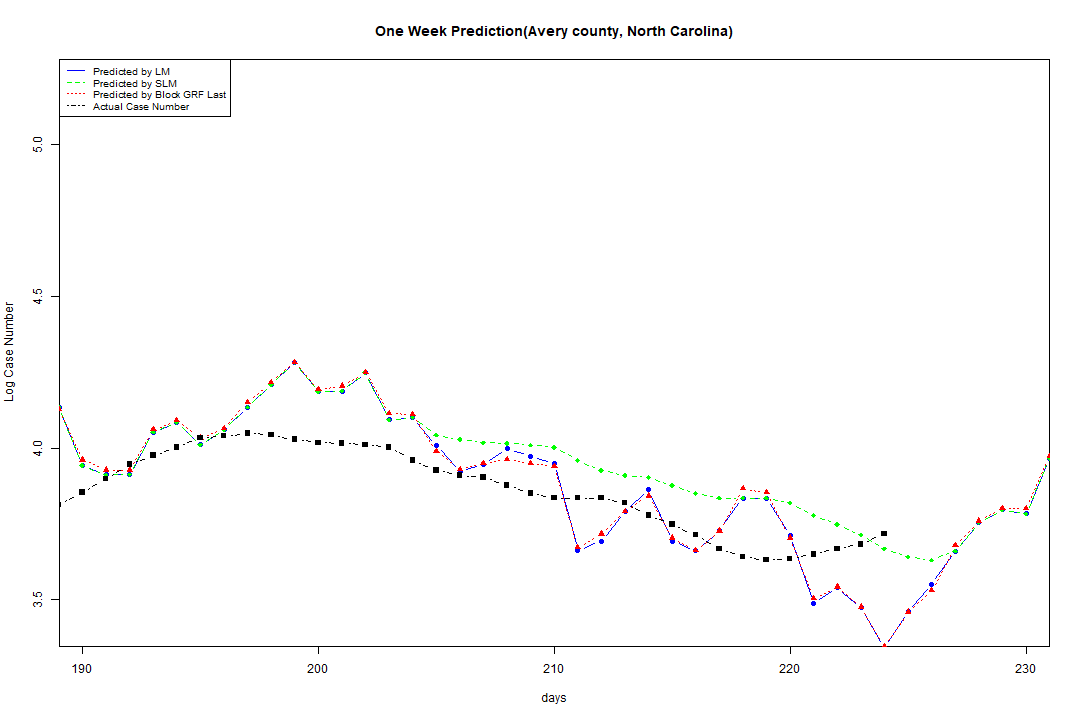 One Week Prediction(Avery county, North Carolina)
Predicted by LM
Predicted by SLM
Predicted by Block GRF Last
Actual Case Number
5.0
4.5
4.0
3.5
Log Case Number
190 200 210 220 230
days